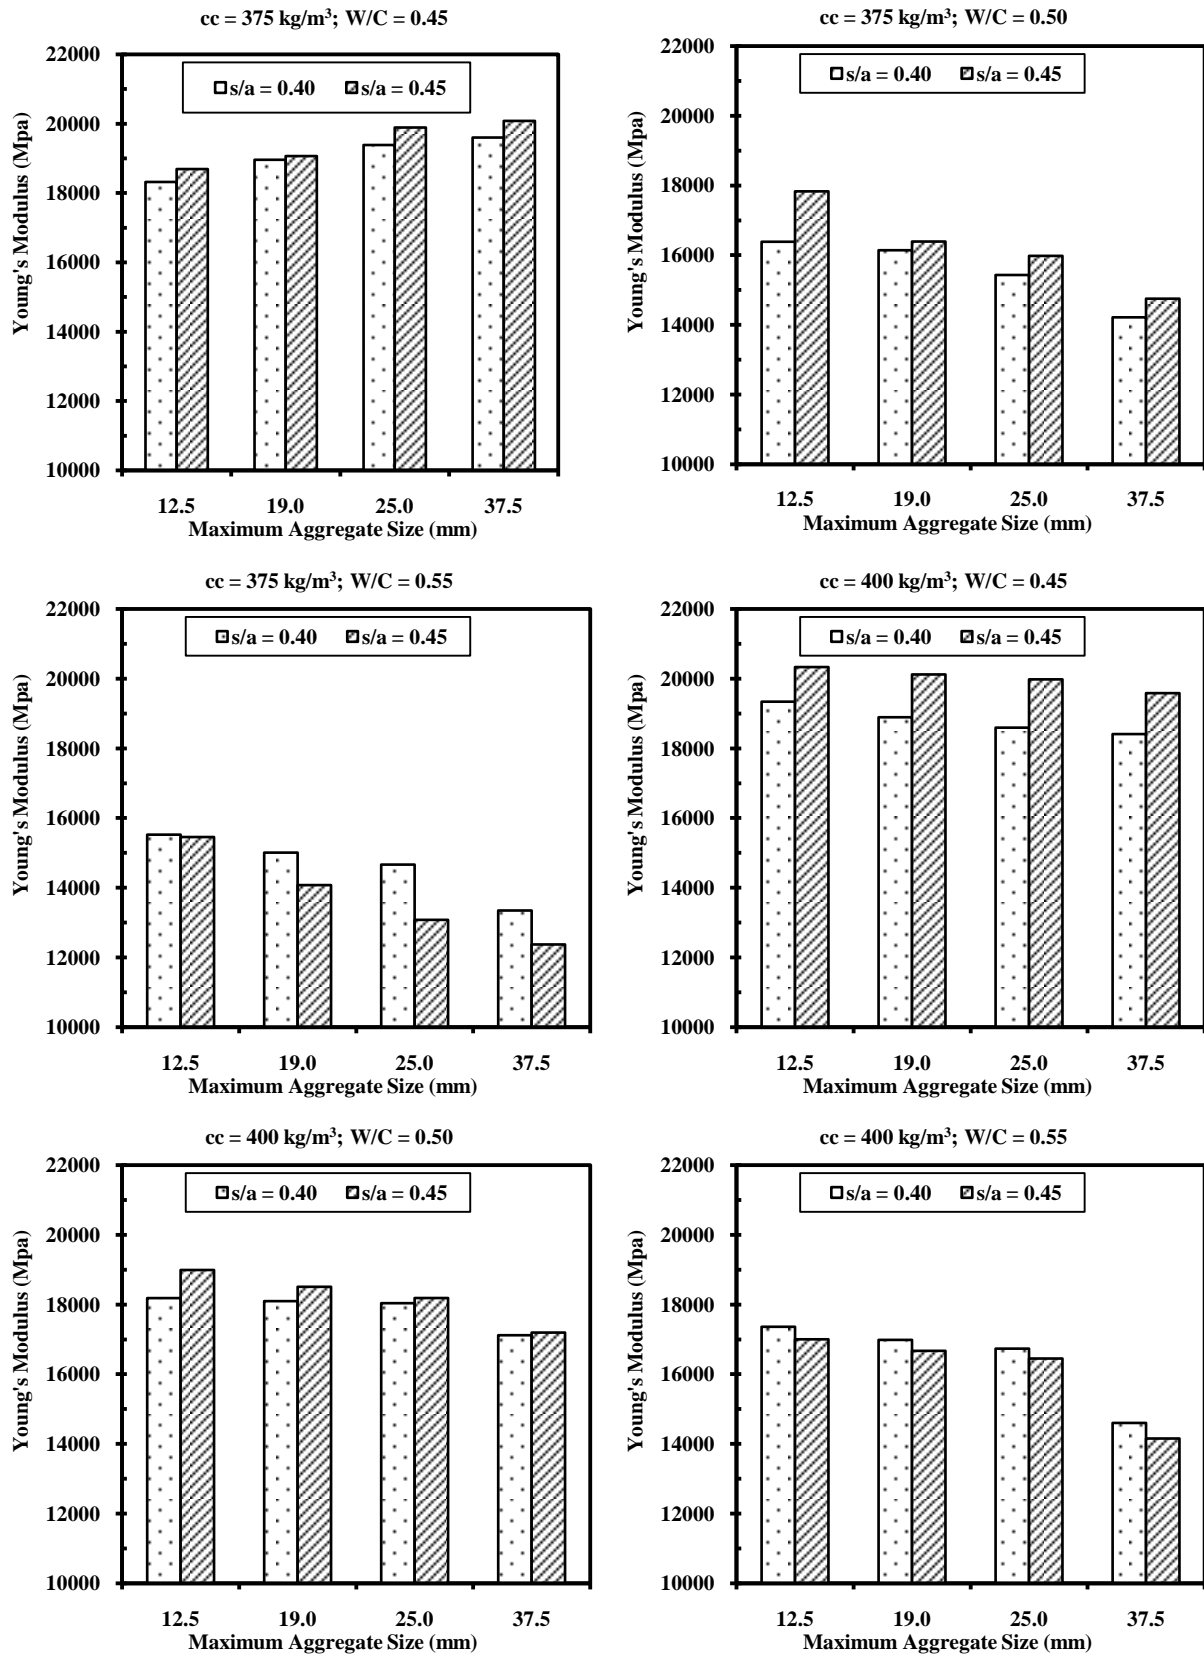 cc = 375 kg/m³; W/C = 0.45
22000
20000
18000
16000
14000
12000
10000
Young's Modulus (Mpa)
s/a = 0.40 s/a = 0.45
12.5 19.0 25.0 37.5
Maximum Aggregate Size (mm)
cc = 375 kg/m³; W/C = 0.50
22000
20000
18000
16000
14000
12000
10000
Young's Modulus (Mpa)
s/a = 0.40 s/a = 0.45
12.5 19.0 25.0 37.5
Maximum Aggregate Size (mm)
cc = 375 kg/m³; W/C = 0.55
22000
20000
18000
16000
14000
12000
10000
Young's Modulus (Mpa)
s/a = 0.40 s/a = 0.45
12.5 19.0 25.0 37.5
Maximum Aggregate Size (mm)
cc = 400 kg/m³; W/C = 0.45
22000
20000
18000
16000
14000
12000
10000
Young's Modulus (Mpa)
s/a = 0.40 s/a = 0.45
12.5 19.0 25.0 37.5
Maximum Aggregate Size (mm)
cc = 400 kg/m³; W/C = 0.50
22000
20000
18000
16000
14000
12000
10000
Young's Modulus (Mpa)
s/a = 0.40 s/a = 0.45
12.5 19.0 25.0 37.5
Maximum Aggregate Size (mm)
cc = 400 kg/m³; W/C = 0.55
22000
20000
18000
16000
14000
12000
10000
Young's Modulus (Mpa)
s/a = 0.40 s/a = 0.45
12.5 19.0 25.0 37.5
Maximum Aggregate Size (mm)